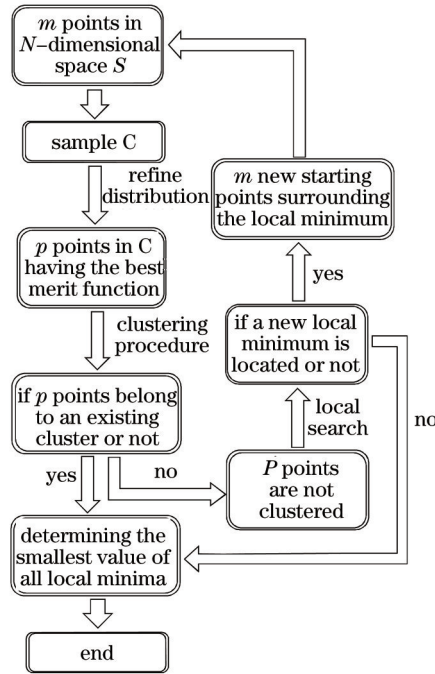 m points in
N-dimensional
space S
sample C
refine
distribution
p points in C
having the best
merit function
clustering
procedure
if p points belong
to an existing
cluster or not
yes
no
determining the
smallest value of
all local minima
end
m new starting
points surrounding
the local minimum
yes
if a new local
minimum is
located or not
no
local
search
P points
are not
clustered